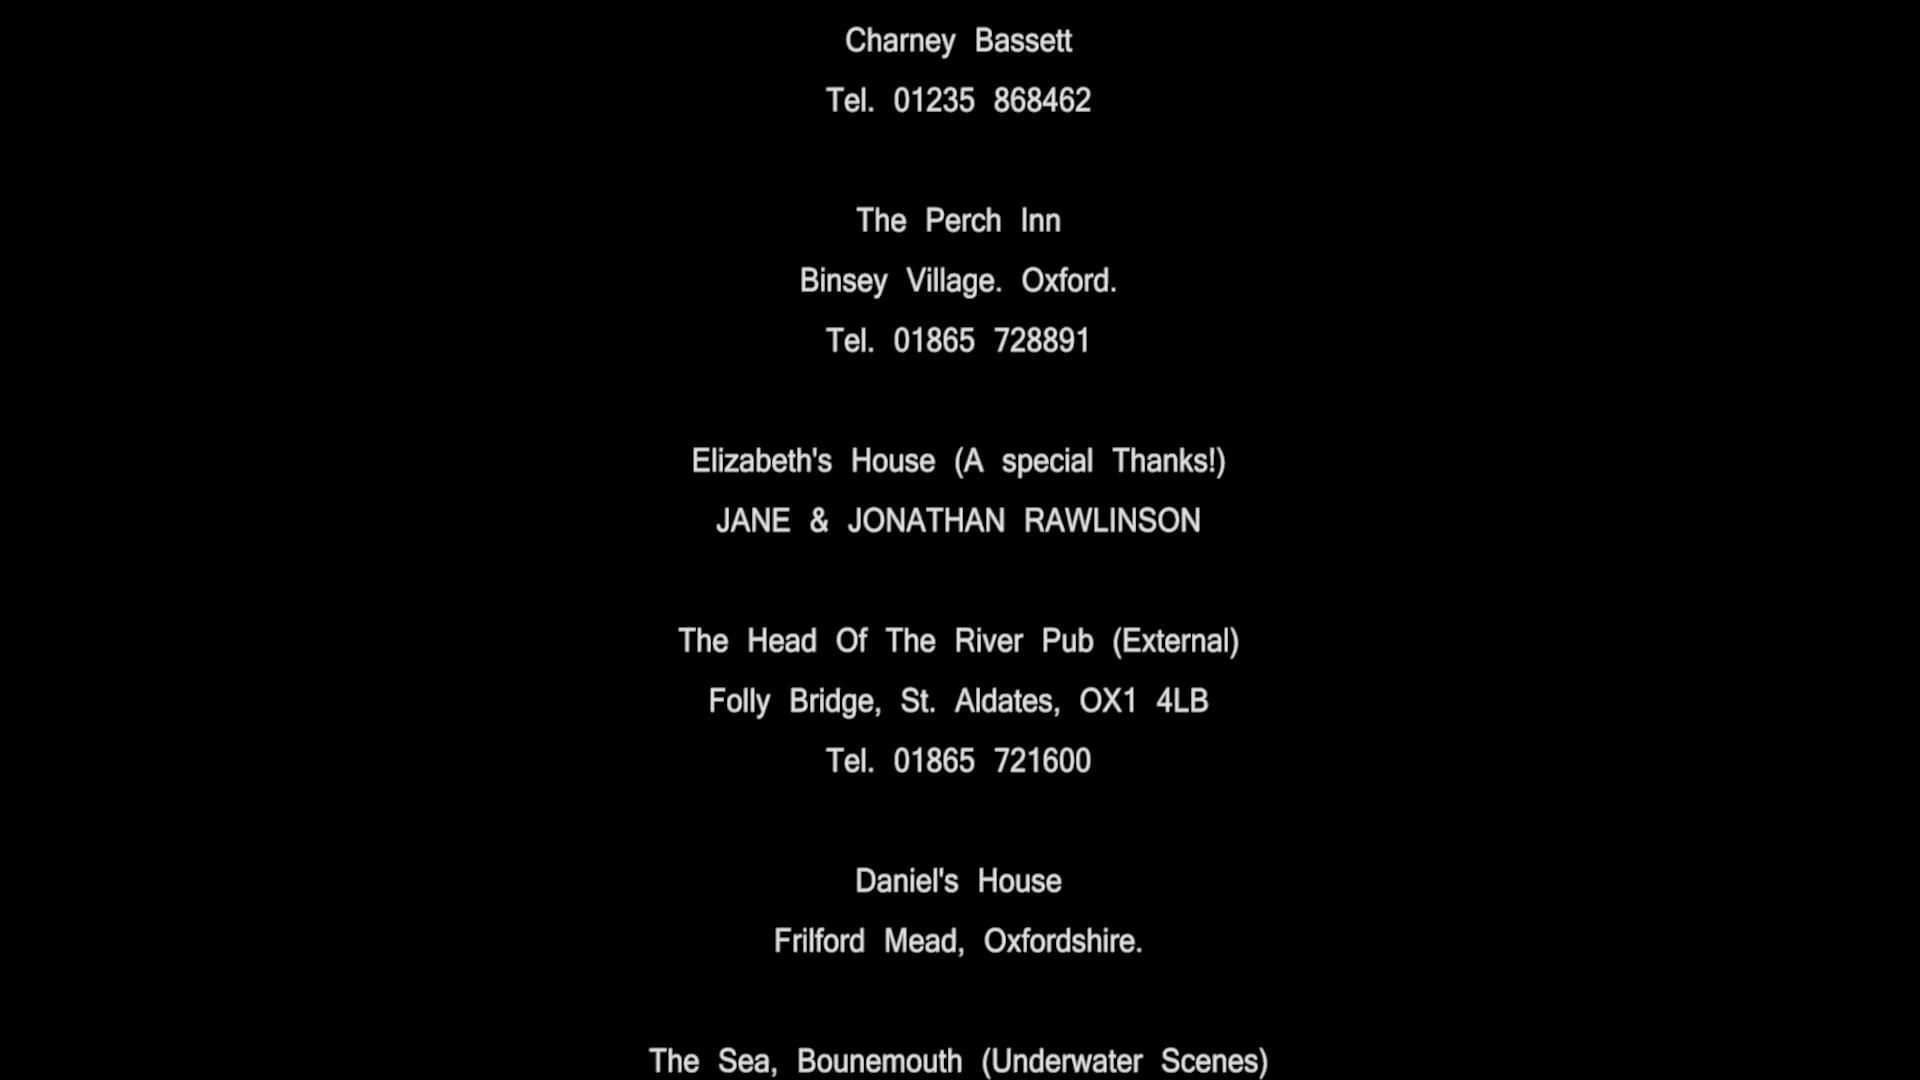 Charney Bassett
Tel. 01235 868462
The Perch Inn
Binsey Village. Oxford.
Tel. 01865 728891
Elizabeth's House (A special Thanks!)
JANE & JONATHAN RAWLINSON
The Head Of The River Pub (External)
Folly Bridge, St. Aldates, OX1 4LB
Tel. 01865 721600
Daniel's House
Frilford Mead, Oxfordshire.
The Sea, Bounemouth (Underwater Scenes)